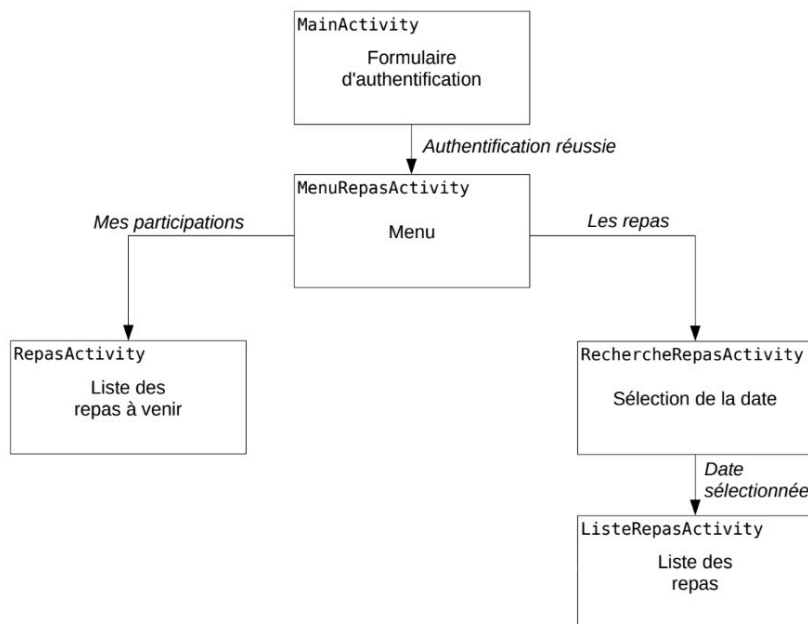 MainActivity
Formulaire
d'authentification
Authentification réussie
MenuRepasActivity
Menu
Mes participations
Les repas
RepasActivity
Liste des
repas à venir
RechercheRepasActivity
Sélection de la date
Date
sélectionnée
ListeRepasActivity
Liste des
repas